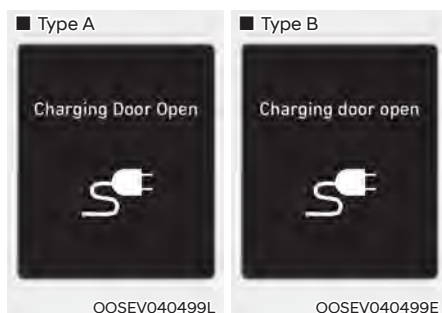 ■ Type A
Charging Door Open
OOSEV040499L
■ Type B
Charging door open
OOSEV040499E